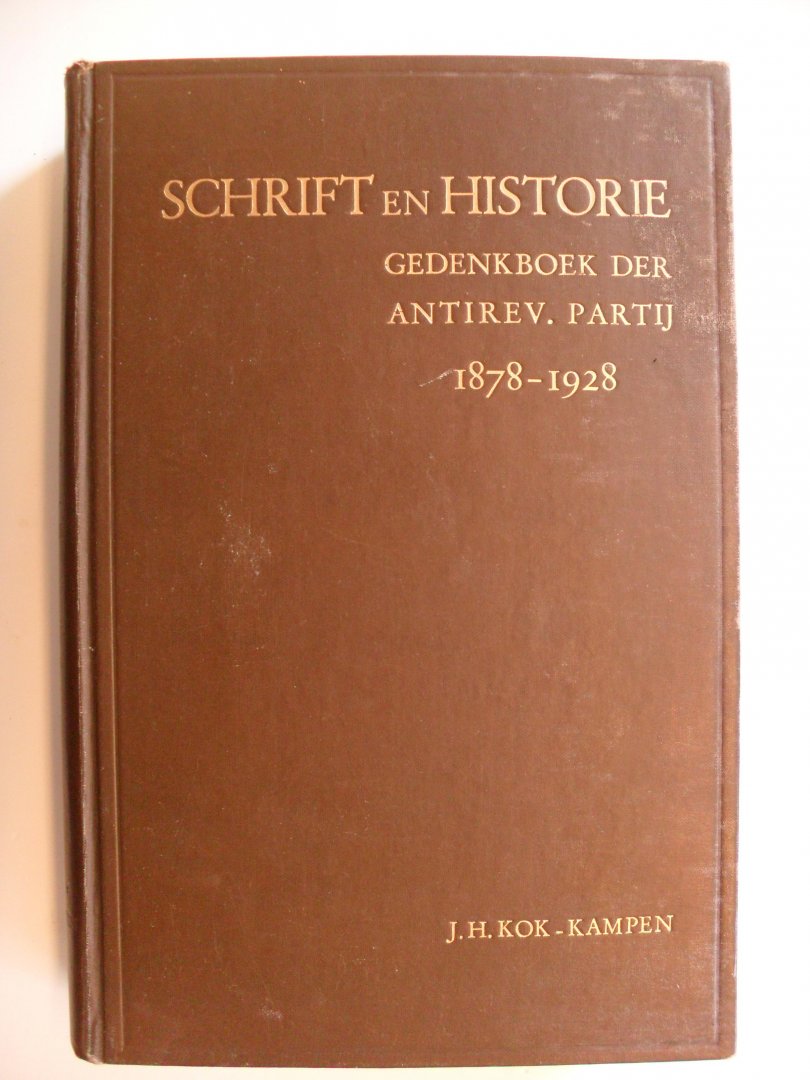 SCHRIFT EN HISTORIE
GEDENKBOEK DER
ANTIREV. PARTIJ
1878-1928
J.H. KOK-KAMPEN